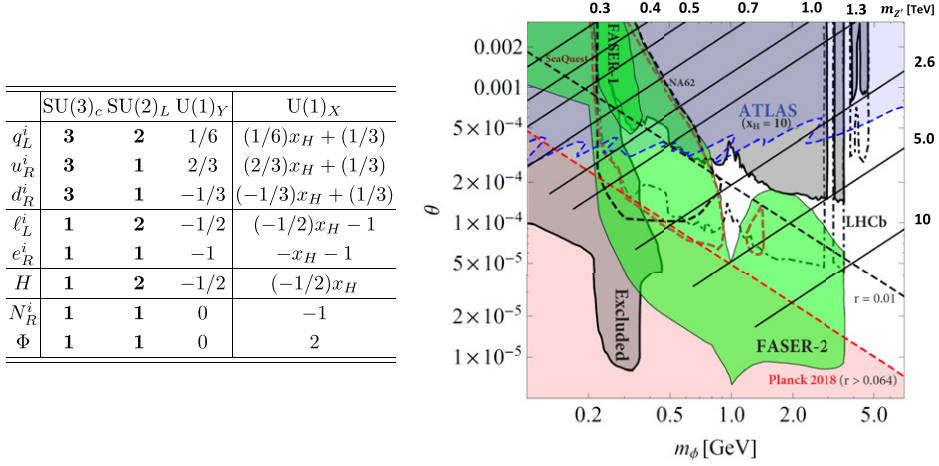 SU(3)c SU(2)L U(1)Y U(1)X
q_L^i 3 2 1/6 (1/6)x_H + (1/3)
u_R^i 3 1 2/3 (2/3)x_H + (1/3)
d_R^i 3 1 −1/3 (−1/3)x_H + (1/3)
ℓ_L^i 1 2 −1/2 (−1/2)x_H − 1
e_R^i 1 1 −1 −x_H − 1
H 1 2 −1/2 (−1/2)x_H
N_R^i 1 1 0 −1
Φ 1 1 0 2
0.3 0.4 0.5 0.7 1.0 1.3 m_Z' [TeV]
0.002
0.001
5×10⁻⁴
2×10⁻⁴
1×10⁻⁴
5×10⁻⁵
2×10⁻⁵
1×10⁻⁵
θ
SeaQuest
FASER-1
NA62
ATLAS
(x_H = 10)
2.6
5.0
10
LHCb
r = 0.01
Excluded
FASER-2
Planck 2018 (r > 0.064)
0.2 0.5 1.0 2.0 5.0
m_ϕ [GeV]